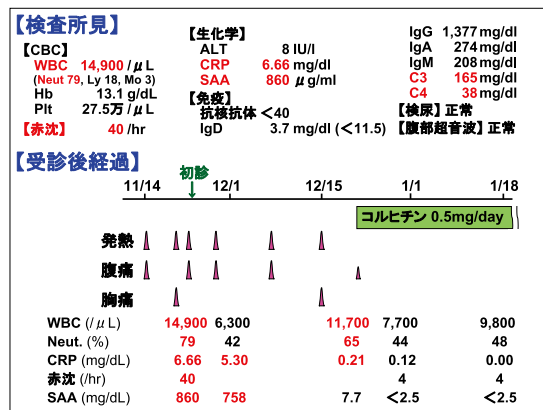 【検査所見】
【CBC】
WBC 14,900 /μL
(Neut 79, Ly 18, Mo 3)
Hb 13.1 g/dL
Plt 27.5万 /μL
【赤沈】 40 /hr
【生化学】
ALT 8 IU/l
CRP 6.66 mg/dl
SAA 860 μg/ml
【免疫】
抗核抗体 <40
IgD 3.7 mg/dl (<11.5)
IgG 1,377 mg/dl
IgA 274 mg/dl
IgM 208 mg/dl
C3 165 mg/dl
C4 38 mg/dl
【検尿】正常
【腹部超音波】正常
【受診後経過】
初診
11/14 12/1 12/15 1/1 1/18
コルヒチン 0.5mg/day
発熱
腹痛
胸痛
WBC (/μL) 14,900 6,300 11,700 7,700 9,800
Neut. (%) 79 42 65 44 48
CRP (mg/dL) 6.66 5.30 0.21 0.12 0.00
赤沈 (/hr) 40 4 4
SAA (mg/dL) 860 758 7.7 <2.5 <2.5